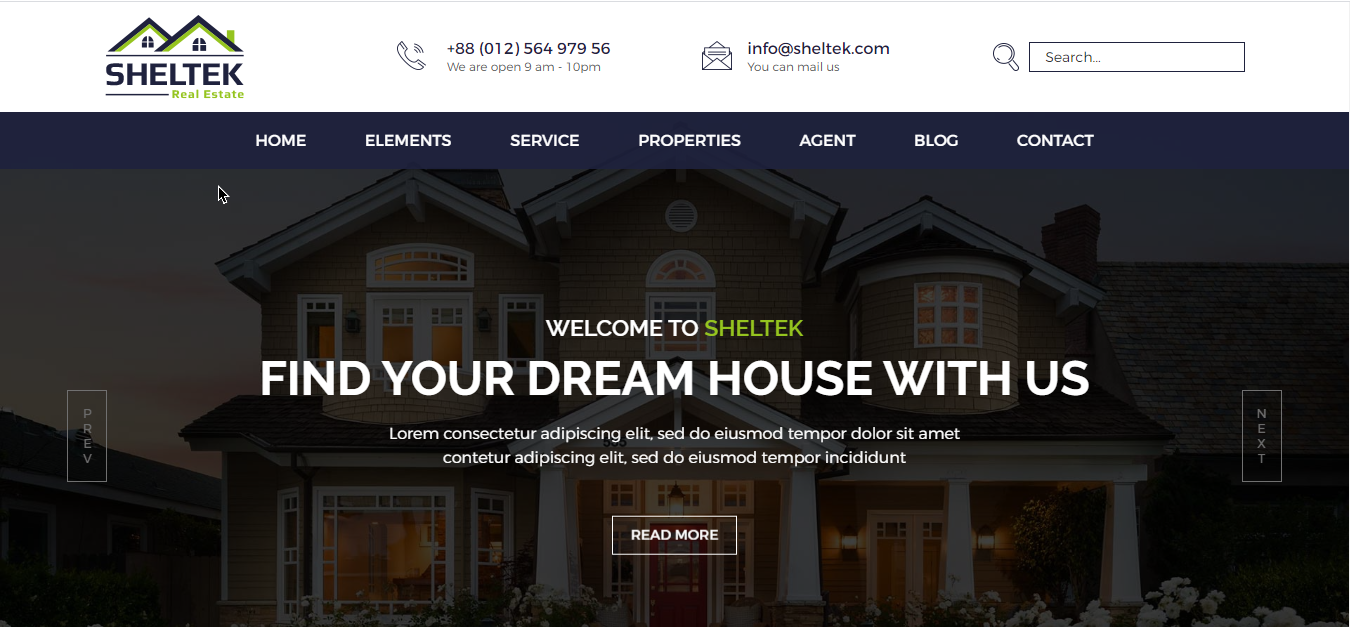 SHELTEK
Real Estate
+88 (012) 564 979 56
We are open 9 am - 10pm
info@sheltek.com
You can mail us
Search...
HOME ELEMENTS SERVICE PROPERTIES AGENT BLOG CONTACT
WELCOME TO SHELTEK
FIND YOUR DREAM HOUSE WITH US
PREV
NEXT
Lorem consectetur adipiscing elit, sed do eiusmod tempor dolor sit amet
contetur adipiscing elit, sed do eiusmod tempor incididunt
READ MORE